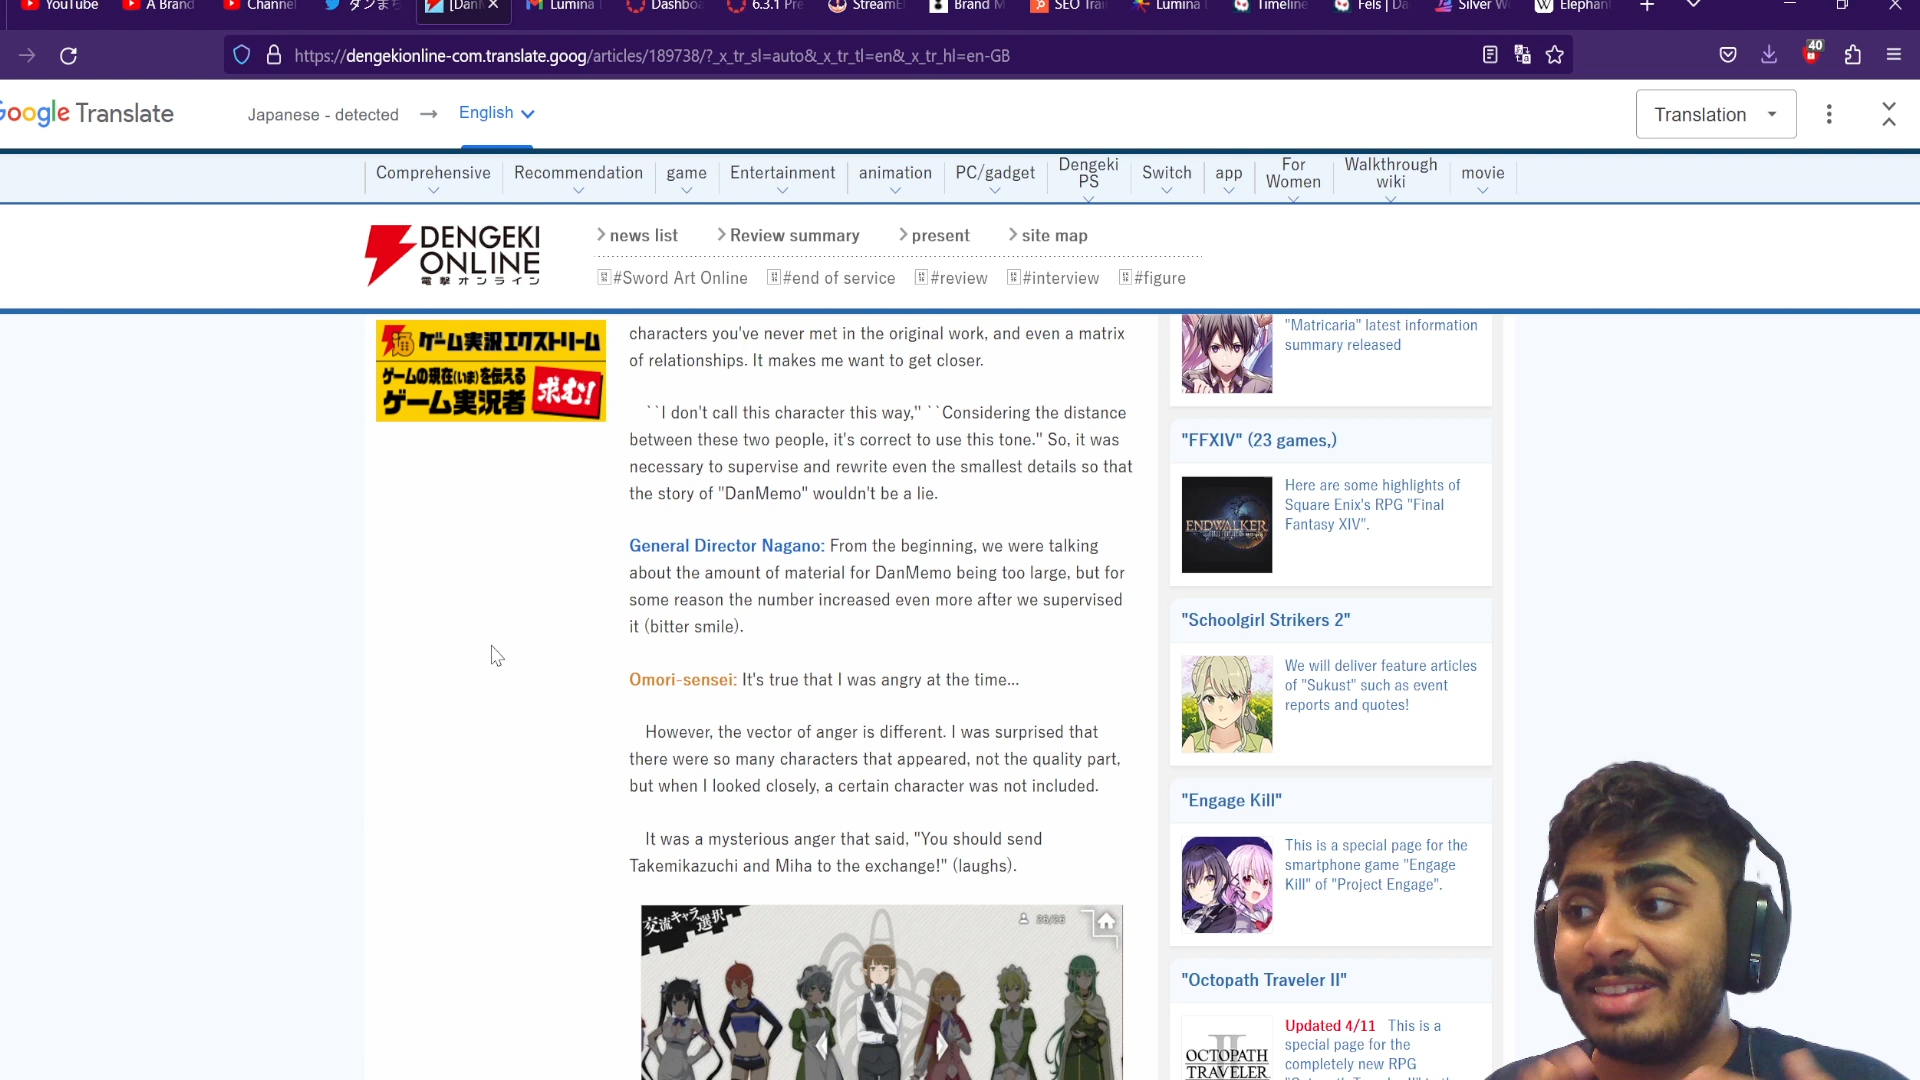 YouTube
A Brand
Channel
ダンまち
[DanM
Lumina
Dashbo
6.3.1 Pre
StreamEl
Brand M
SEO Trai
Lumina
Timeline
Fels | Da
Silver W
Elephant
https://dengekionline-com.translate.goog/articles/189738/?_x_tr_sl=auto&_x_tr_tl=en&_x_tr_hl=en-GB
40
Google Translate
Japanese - detected
English
Translation
Comprehensive
Recommendation
game
Entertainment
animation
PC/gadget
Dengeki
PS
Switch
app
For
Women
Walkthrough
wiki
movie
DENGEKI
ONLINE
電撃オンライン
news list
Review summary
present
site map
#Sword Art Online
#end of service
#review
#interview
#figure
ゲーム実況エクストリーム
ゲームの現在(いま)を伝える
ゲーム実況者
求む!
characters you've never met in the original work, and even a matrix
of relationships. It makes me want to get closer.
``I don't call this character this way,'' ``Considering the distance
between these two people, it's correct to use this tone.'' So, it was
necessary to supervise and rewrite even the smallest details so that
the story of "DanMemo" wouldn't be a lie.
General Director Nagano: From the beginning, we were talking
about the amount of material for DanMemo being too large, but for
some reason the number increased even more after we supervised
it (bitter smile).
Omori-sensei: It's true that I was angry at the time...
However, the vector of anger is different. I was surprised that
there were so many characters that appeared, not the quality part,
but when I looked closely, a certain character was not included.
It was a mysterious anger that said, "You should send
Takemikazuchi and Miha to the exchange!" (laughs).
交流キャラ選択
26/26
"Matricaria" latest information
summary released
"FFXIV" (23 games,)
ENDWALKER
Here are some highlights of
Square Enix's RPG "Final
Fantasy XIV".
"Schoolgirl Strikers 2"
We will deliver feature articles
of "Sukust" such as event
reports and quotes!
"Engage Kill"
This is a special page for the
smartphone game "Engage
Kill" of "Project Engage".
"Octopath Traveler II"
OCTOPATH
TRAVELER
II
Updated 4/11 This is a
special page for the
completely new RPG